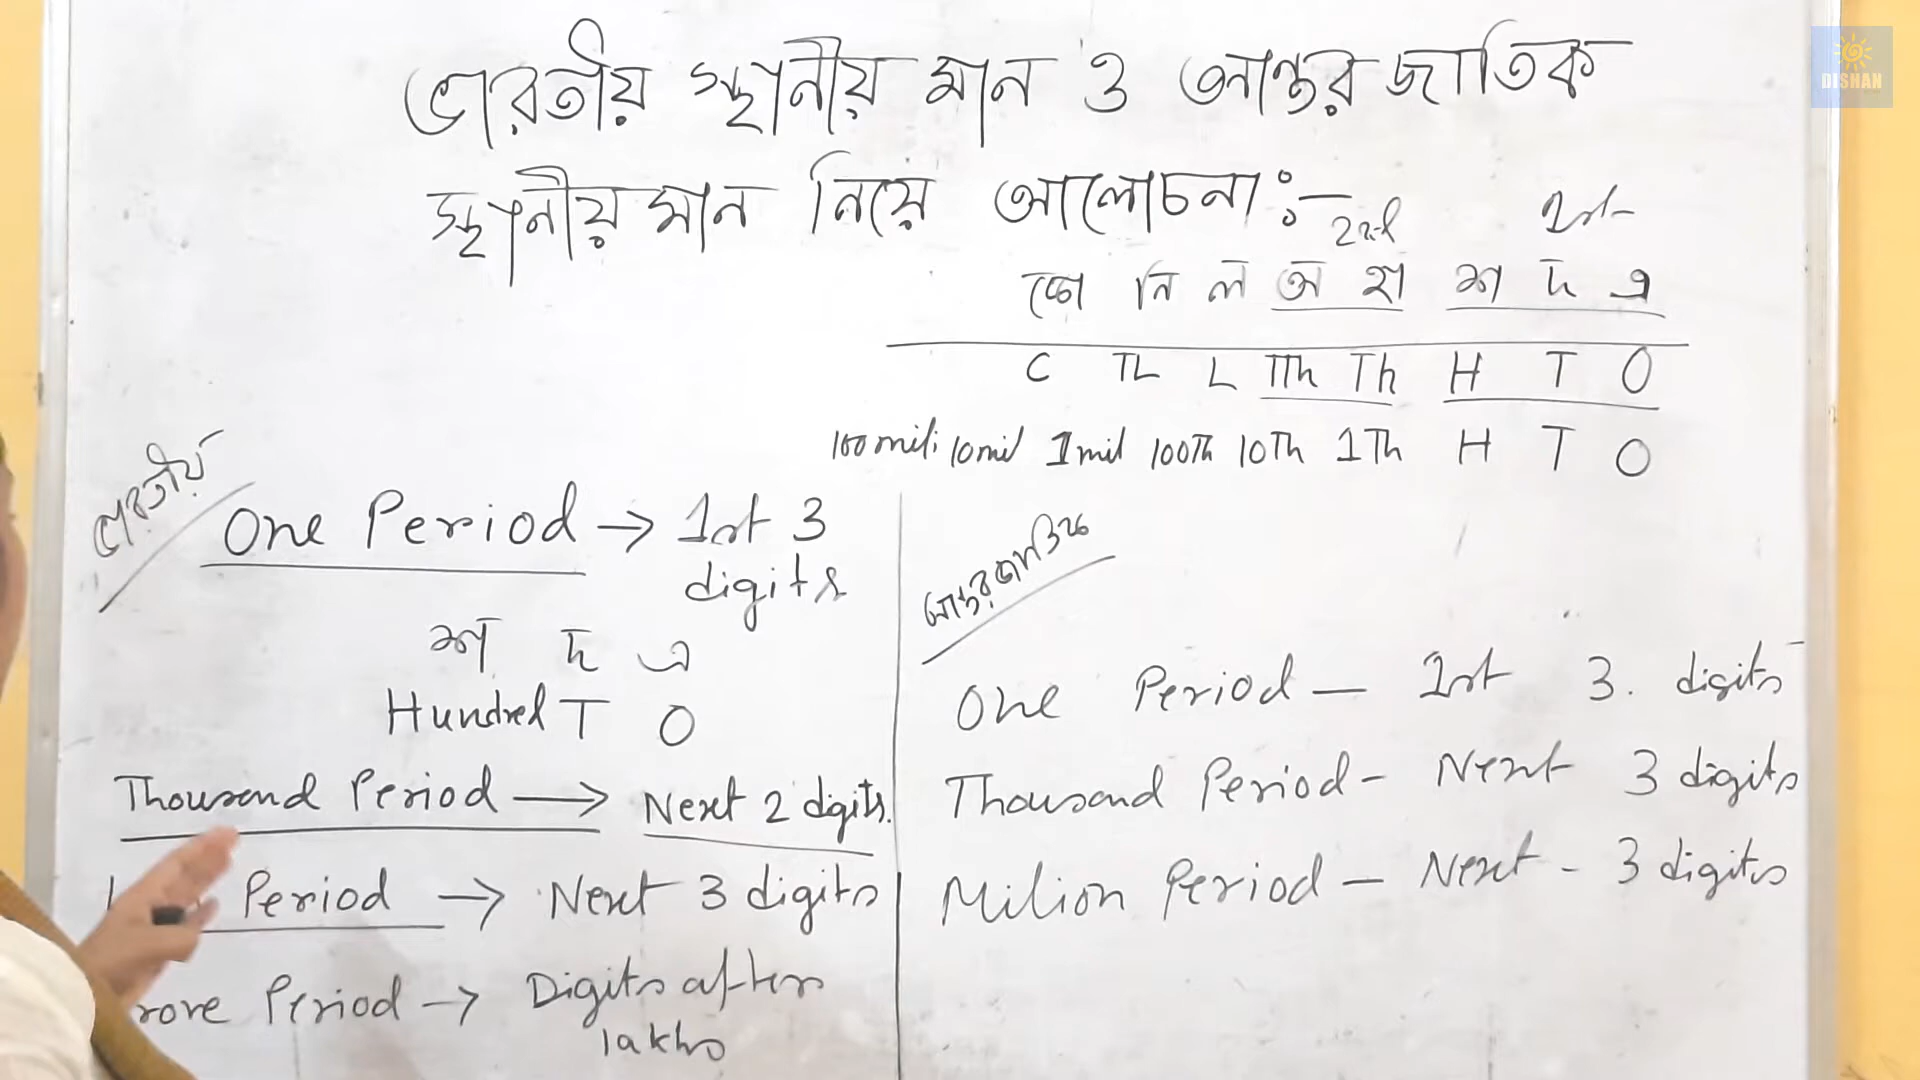 DISHAN
ভারতীয় স্থানীয় মান ও আন্তর জাতিক
স্থানীয় মান নিয়ে আলোচনা:-
2nd 1st
কো নি ল অ হা শ দ এ
C TL L TTh Th H T O
100 mili 10 mil 1 mil 100Th 10Th 1Th H T O
ভারতীয়
One Period → 1st 3
digits
শ দ এ
Hundred T O
Thousand Period → Next 2 digits.
Period → Next 3 digits
rore Period → Digits after
lakhs
One Period — 1st 3. digits
Thousand Period - Next 3 digits
Milion Period — Next - 3 digits